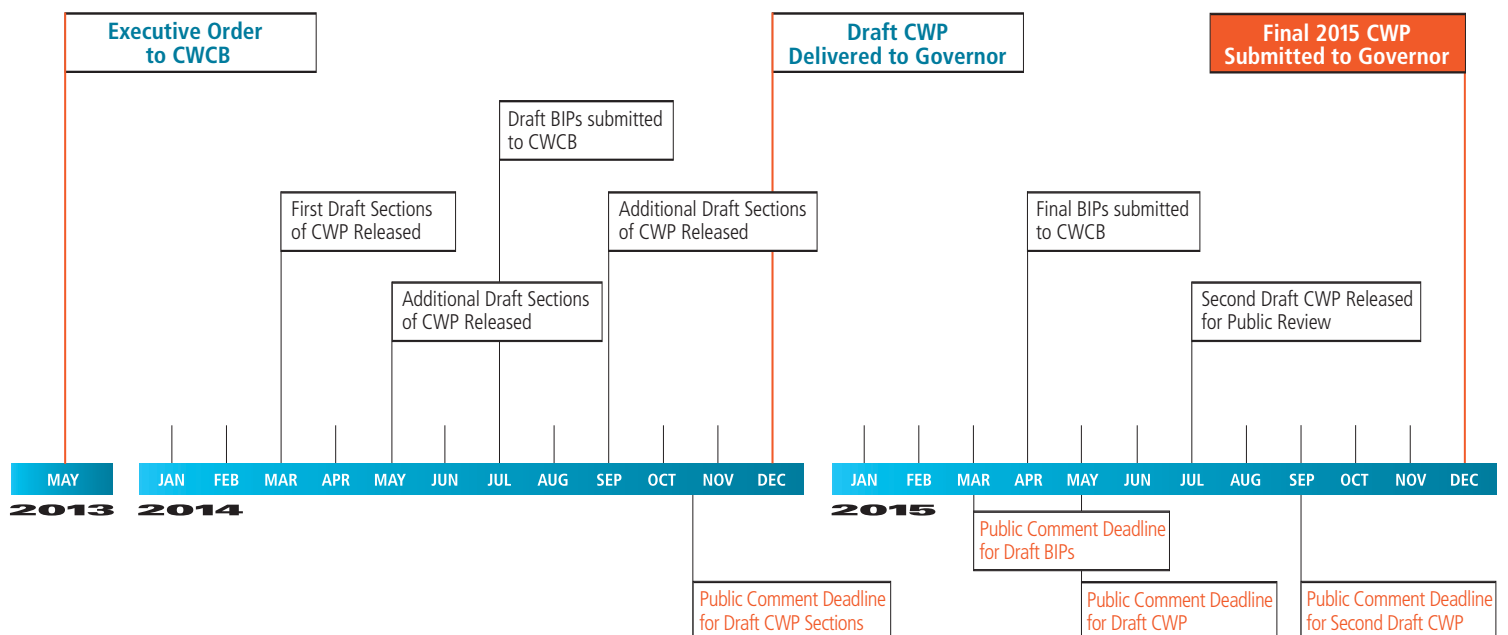 Executive Order
to CWCB
Draft CWP
Delivered to Governor
Final 2015 CWP
Submitted to Governor
Draft BIPs submitted
to CWCB
First Draft Sections
of CWP Released
Additional Draft Sections
of CWP Released
Final BIPs submitted
to CWCB
Additional Draft Sections
of CWP Released
Second Draft CWP Released
for Public Review
MAY
JAN FEB MAR APR MAY JUN JUL AUG SEP OCT NOV DEC
JAN FEB MAR APR MAY JUN JUL AUG SEP OCT NOV DEC
2013
2014
2015
Public Comment Deadline
for Draft BIPs
Public Comment Deadline
for Draft CWP Sections
Public Comment Deadline
for Draft CWP
Public Comment Deadline
for Second Draft CWP